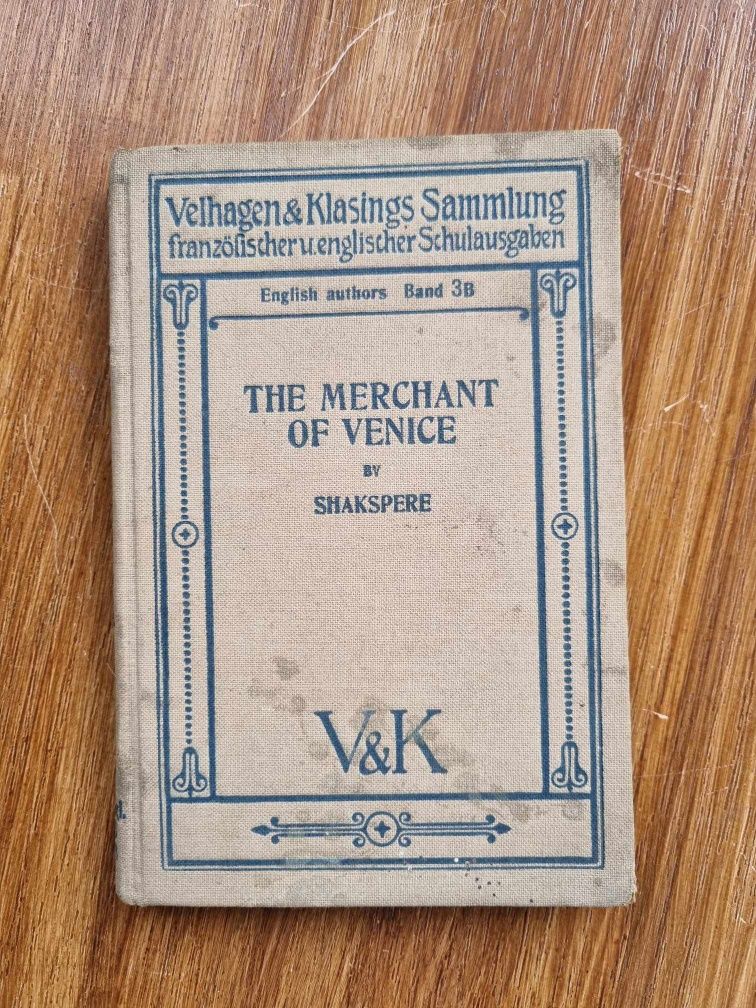 Velhagen & Klasings Sammlung
französischer u. englischer Schulausgaben
English authors Band 3B
THE MERCHANT
OF VENICE
BY
SHAKSPERE
V&K